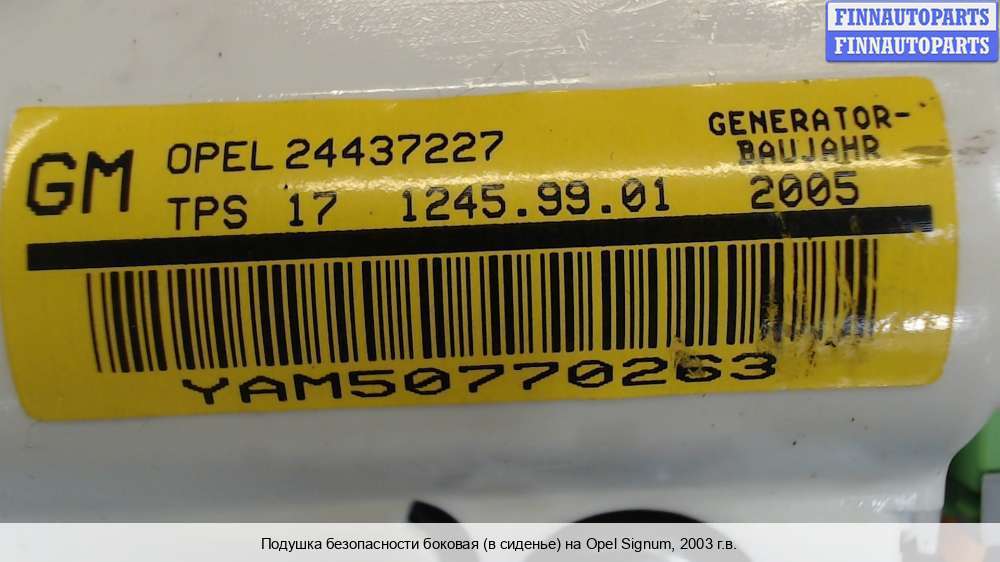 FINNAUTOPARTS
FINNAUTOPARTS
GM OPEL 24437227 GENERATOR-
BAUJAHR
TPS 17 1245.99.01 2005
YAM50770263
Подушка безопасности боковая (в сиденье) на Opel Signum, 2003 г.в.